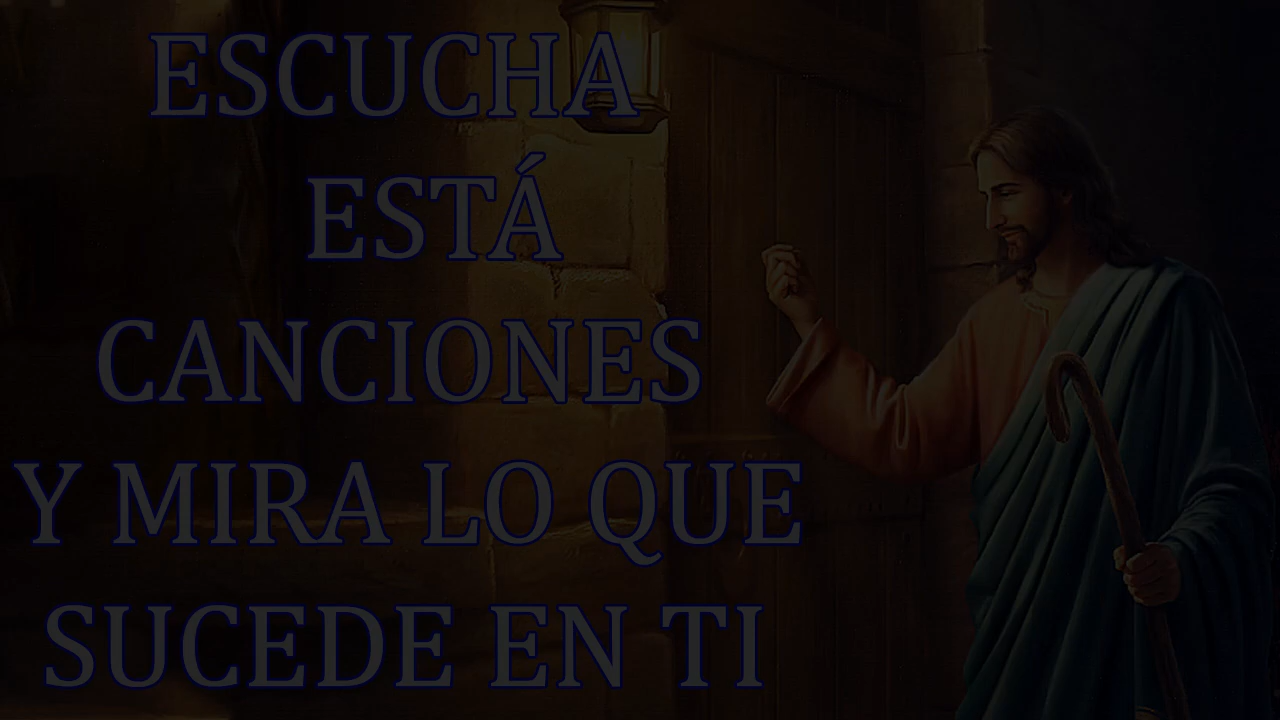 ESCUCHA
ESTÁ
CANCIONES
Y MIRA LO QUE
SUCEDE EN TI